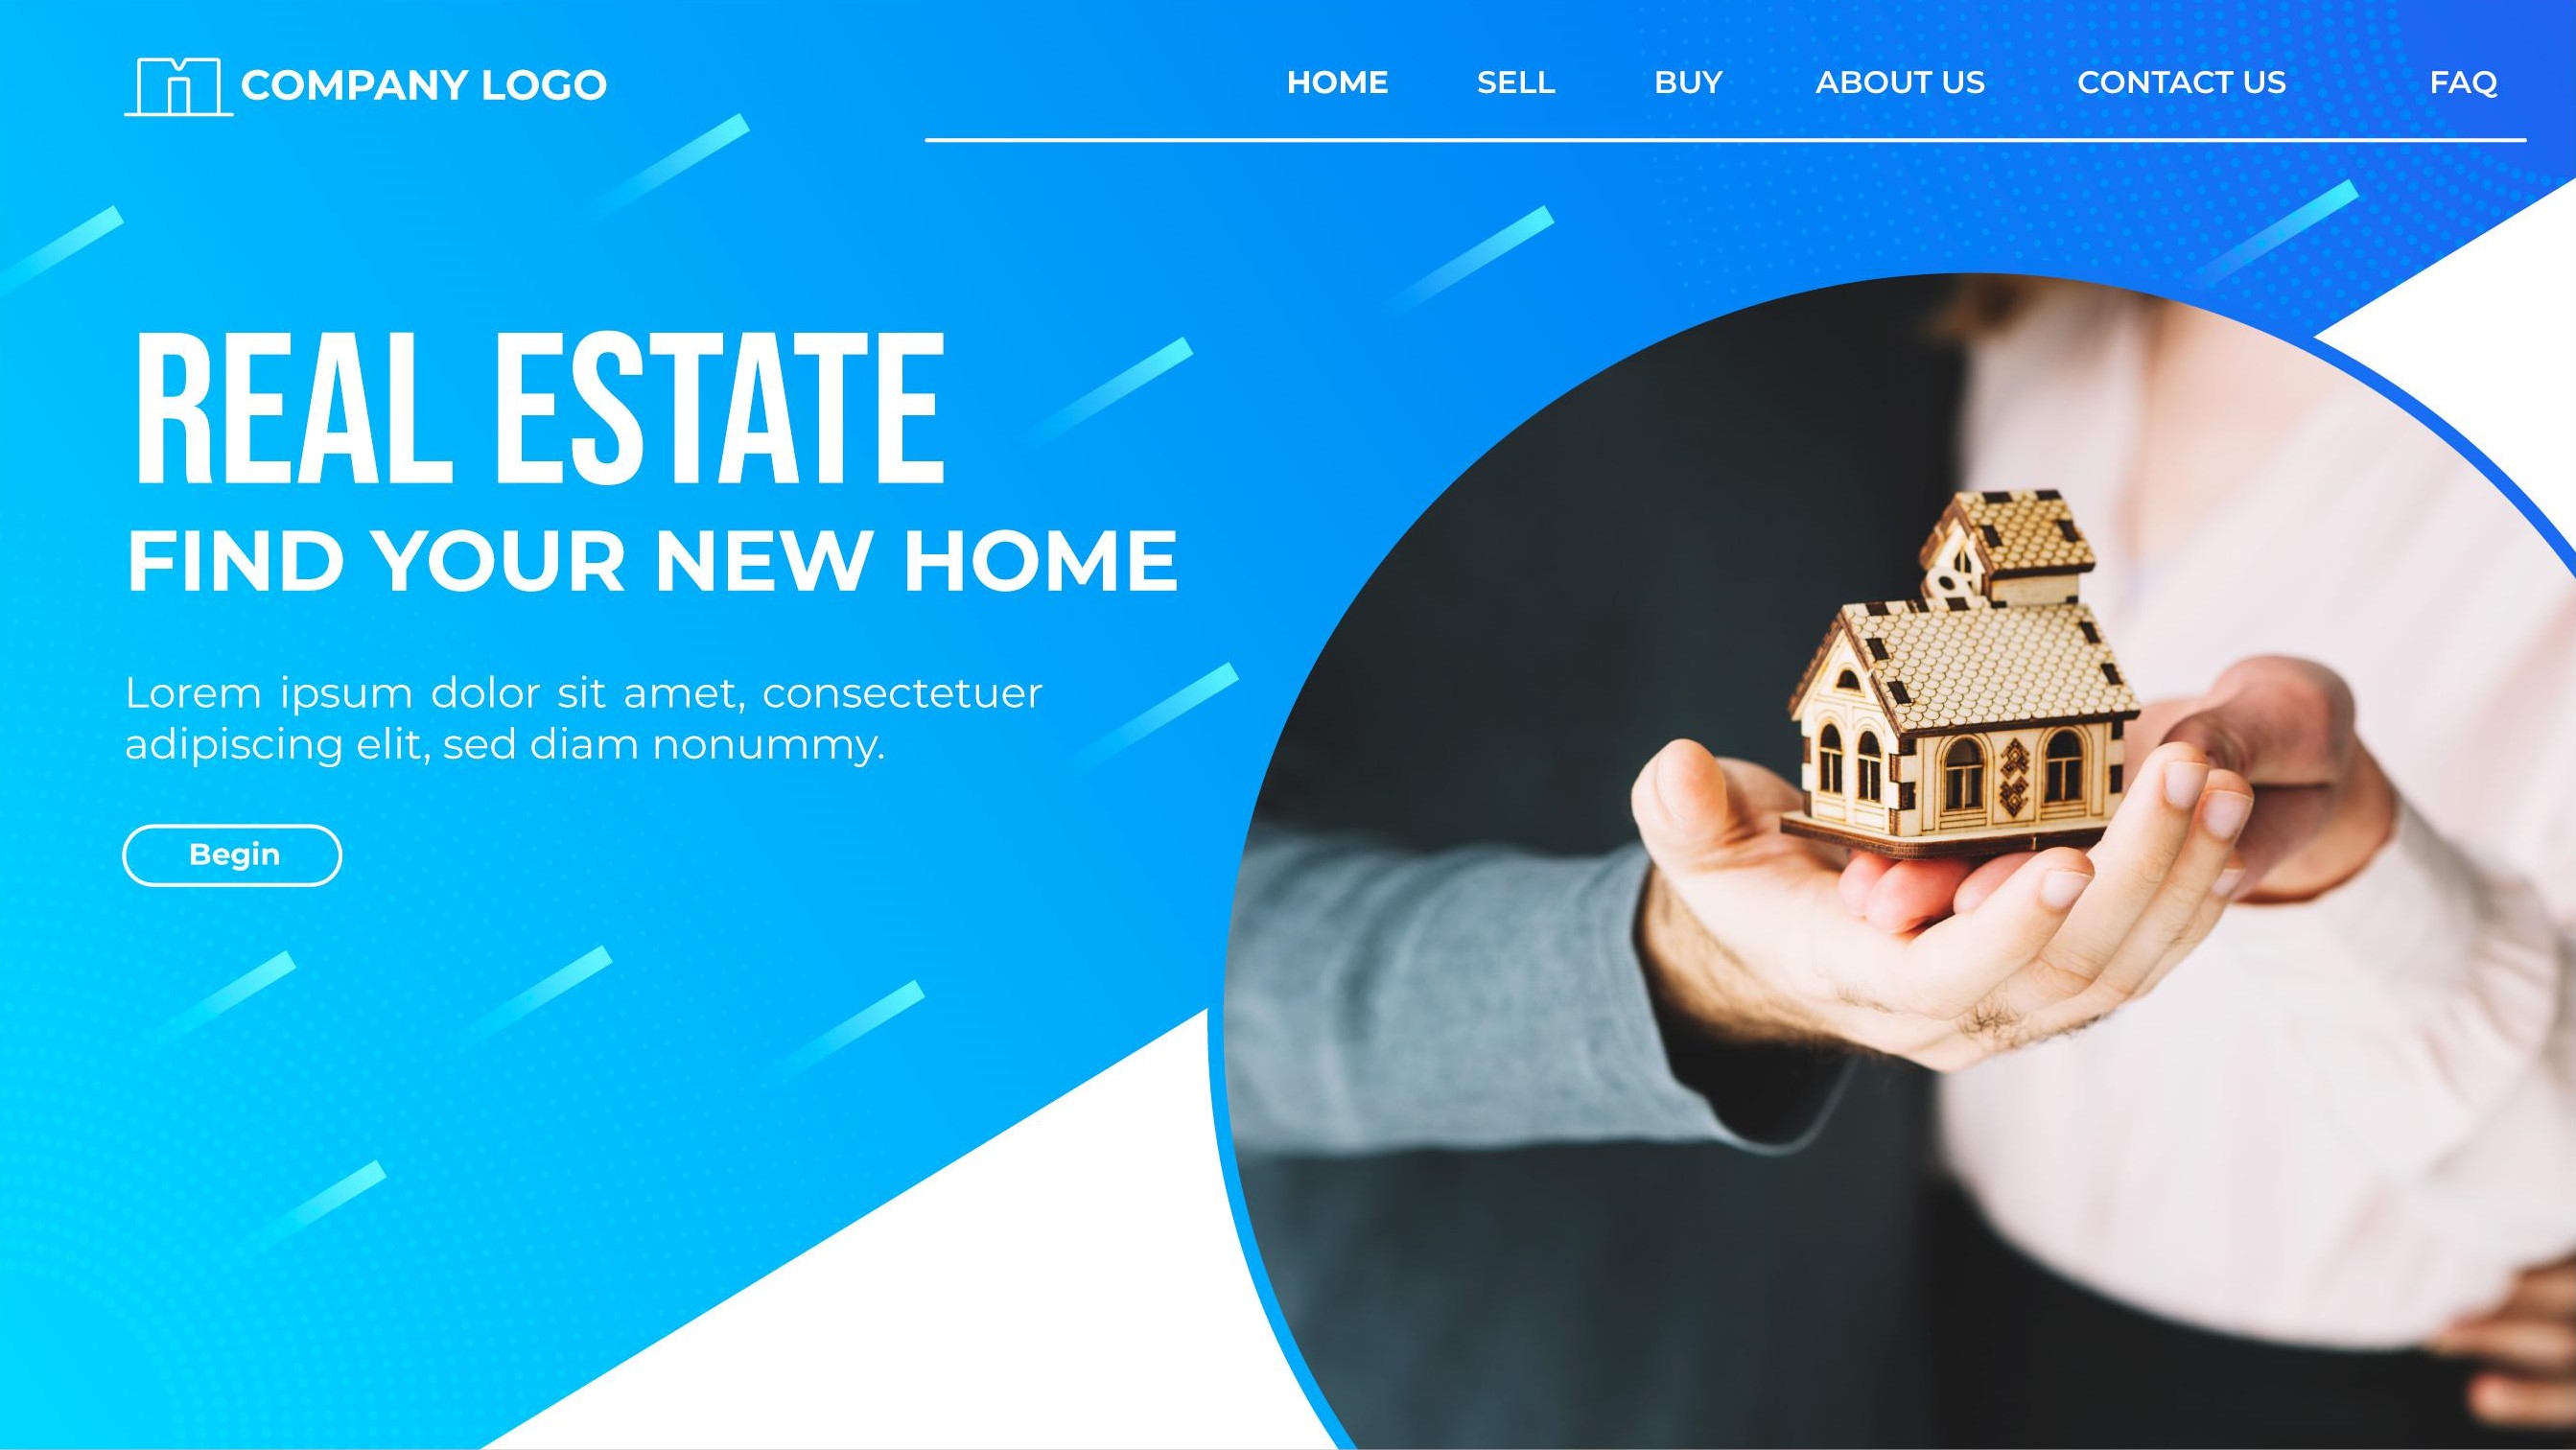 COMPANY LOGO
HOME SELL BUY ABOUT US CONTACT US FAQ
REAL ESTATE
FIND YOUR NEW HOME
Lorem ipsum dolor sit amet, consectetuer
adipiscing elit, sed diam nonummy.
Begin